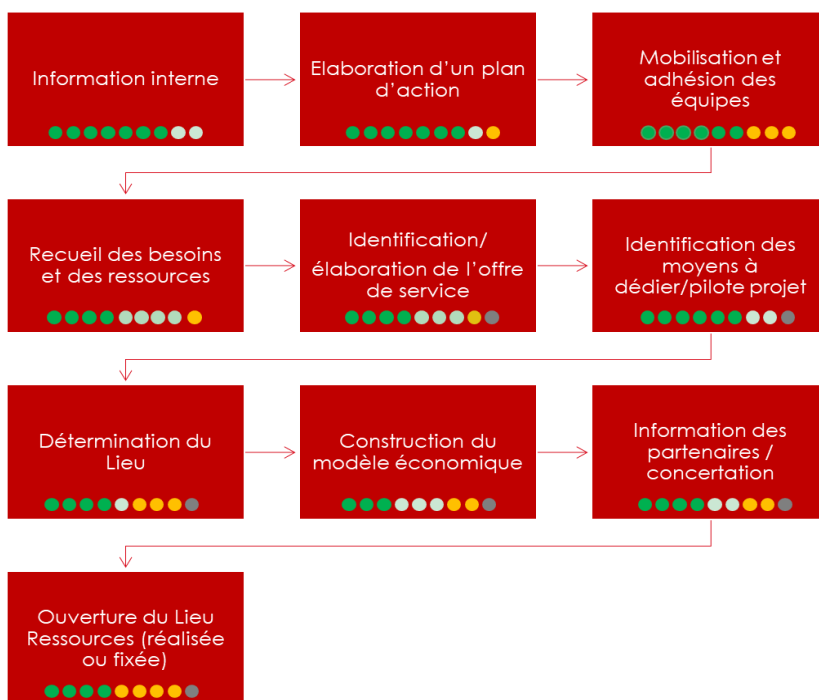 Information interne
Elaboration d'un plan
d'action
Mobilisation et
adhésion des
équipes
Recueil des besoins
et des ressources
Identification/
élaboration de l'offre
de service
Identification des
moyens à
dédier/pilote projet
Détermination du
Lieu
Construction du
modèle économique
Information des
partenaires /
concertation
Ouverture du Lieu
Ressources (réalisée
ou fixée)